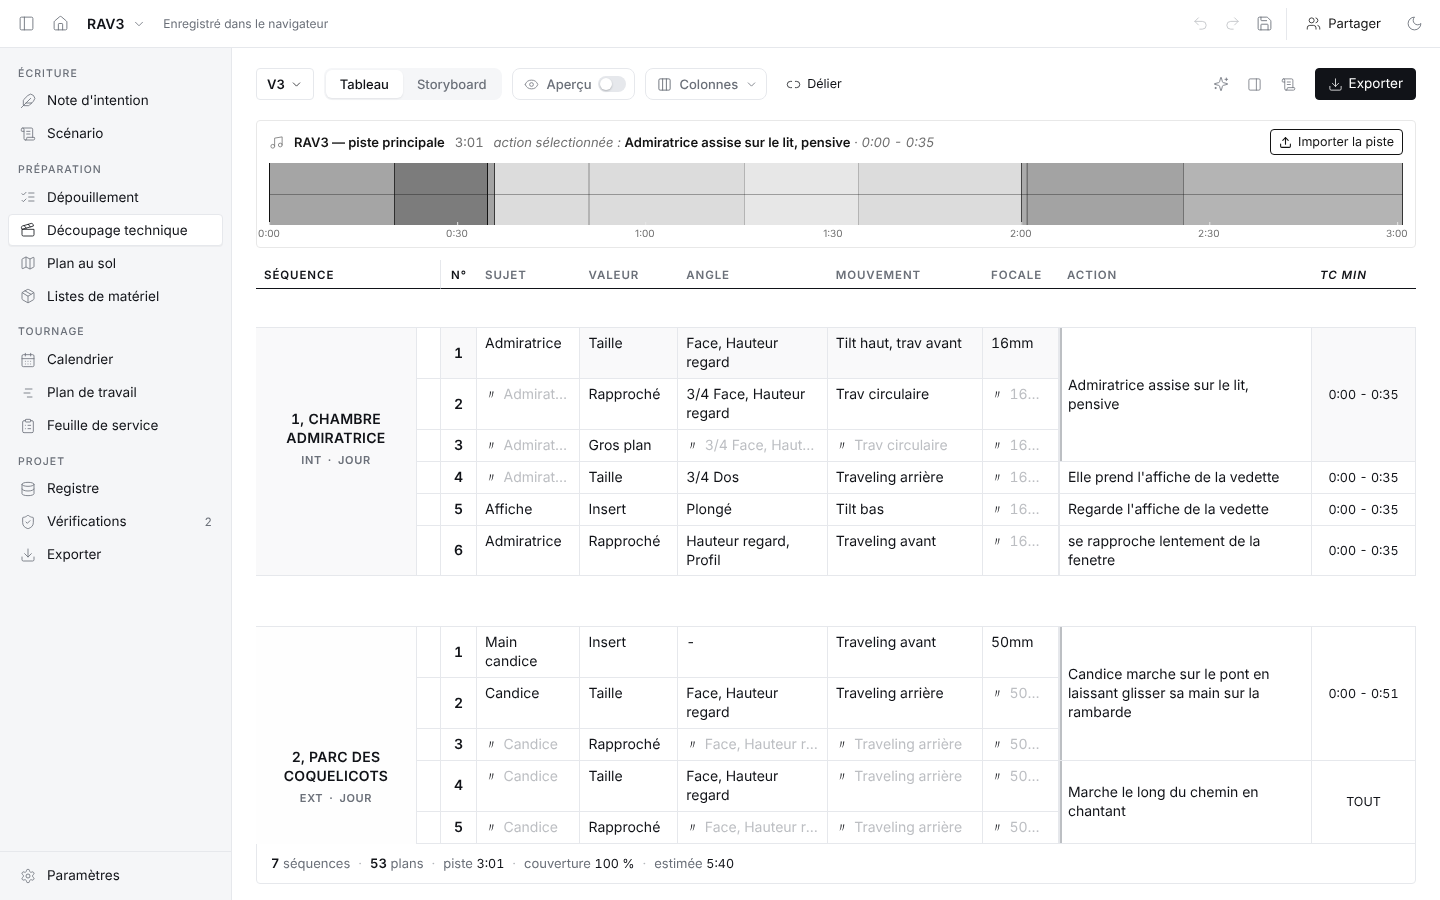 RAV3
Enregistré dans le navigateur
Partager
ÉCRITURE
Note d'intention
Scénario
PRÉPARATION
Dépouillement
Découpage technique
Plan au sol
Listes de matériel
TOURNAGE
Calendrier
Plan de travail
Feuille de service
PROJET
Registre
Vérifications 2
Exporter
Paramètres
V3 Tableau Storyboard Aperçu Colonnes Délier Exporter
RAV3 — piste principale 3:01 action sélectionnée : Admiratrice assise sur le lit, pensive · 0:00 - 0:35 Importer la piste
0:00 0:30 1:00 1:30 2:00 2:30 3:00
SÉQUENCE N° SUJET VALEUR ANGLE MOUVEMENT FOCALE ACTION TC MIN
1, CHAMBRE
ADMIRATRICE
INT · JOUR
1 Admiratrice Taille Face, Hauteur
regard Tilt haut, trav avant 16mm Admiratrice assise sur le lit,
pensive 0:00 - 0:35
2 〃 Admirat... Rapproché 3/4 Face, Hauteur
regard Trav circulaire 〃 16...
3 〃 Admirat... Gros plan 〃 3/4 Face, Haut... 〃 Trav circulaire 〃 16...
4 〃 Admirat... Taille 3/4 Dos Traveling arrière 〃 16... Elle prend l'affiche de la vedette 0:00 - 0:35
5 Affiche Insert Plongé Tilt bas 〃 16... Regarde l'affiche de la vedette 0:00 - 0:35
6 Admiratrice Rapproché Hauteur regard,
Profil Traveling avant 〃 16... se rapproche lentement de la
fenetre 0:00 - 0:35
2, PARC DES
COQUELICOTS
EXT · JOUR
1 Main
candice Insert - Traveling avant 50mm Candice marche sur le pont en
laissant glisser sa main sur la
rambarde 0:00 - 0:51
2 Candice Taille Face, Hauteur
regard Traveling arrière 〃 50...
3 〃 Candice Rapproché 〃 Face, Hauteur r... 〃 Traveling arrière 〃 50...
4 〃 Candice Taille Face, Hauteur
regard 〃 Traveling arrière 〃 50... Marche le long du chemin en
chantant TOUT
5 〃 Candice Rapproché 〃 Face, Hauteur r... 〃 Traveling arrière 〃 50...
7 séquences · 53 plans · piste 3:01 · couverture 100 % · estimée 5:40